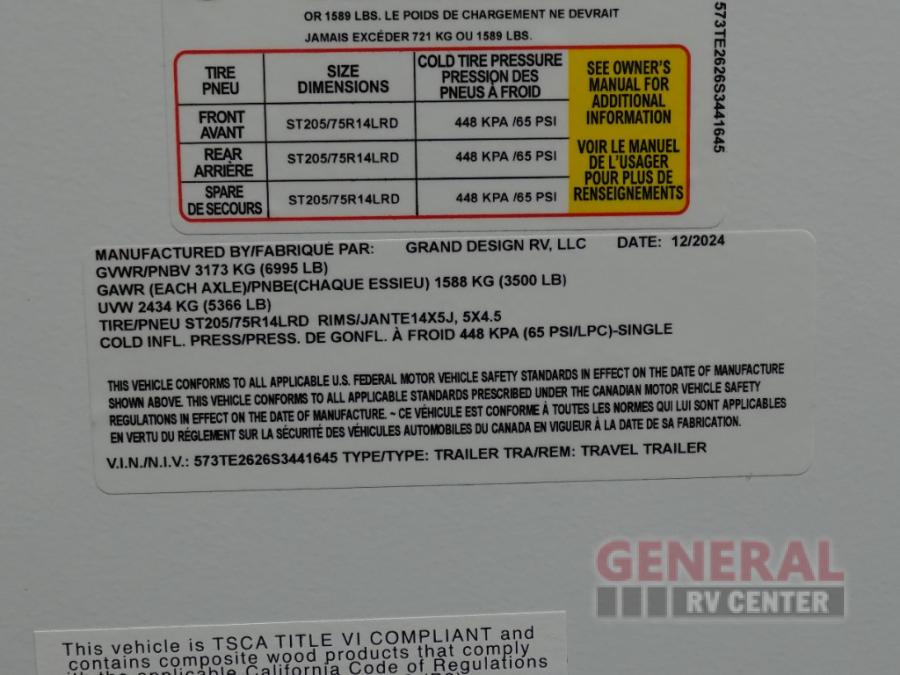 OR 1589 LBS. LE POIDS DE CHARGEMENT NE DEVRAIT
JAMAIS EXCÉDER 721 KG OU 1589 LBS.
TIRE PNEU
SIZE DIMENSIONS
COLD TIRE PRESSURE
PRESSION DES
PNEUS À FROID
FRONT AVANT
ST205/75R14LRD
448 KPA /65 PSI
REAR ARRIÈRE
ST205/75R14LRD
448 KPA /65 PSI
SPARE DE SECOURS
ST205/75R14LRD
448 KPA /65 PSI
SEE OWNER'S
MANUAL FOR
ADDITIONAL
INFORMATION
VOIR LE MANUEL
DE L'USAGER
POUR PLUS DE
RENSEIGNEMENTS
573TE2626S3441645
MANUFACTURED BY/FABRIQUÉ PAR: GRAND DESIGN RV, LLC DATE: 12/2024
GVWR/PNBV 3173 KG (6995 LB)
GAWR (EACH AXLE)/PNBE(CHAQUE ESSIEU) 1588 KG (3500 LB)
UVW 2434 KG (5366 LB)
TIRE/PNEU ST205/75R14LRD RIMS/JANTE14X5J, 5X4.5
COLD INFL. PRESS/PRESS. DE GONFL. À FROID 448 KPA (65 PSI/LPC)-SINGLE
THIS VEHICLE CONFORMS TO ALL APPLICABLE U.S. FEDERAL MOTOR VEHICLE SAFETY STANDARDS IN EFFECT ON THE DATE OF MANUFACTURE
SHOWN ABOVE. THIS VEHICLE CONFORMS TO ALL APPLICABLE STANDARDS PRESCRIBED UNDER THE CANADIAN MOTOR VEHICLE SAFETY
REGULATIONS IN EFFECT ON THE DATE OF MANUFACTURE. ~ CE VÉHICULE EST CONFORME À TOUTES LES NORMES QUI LUI SONT APPLICABLES
EN VERTU DU RÉGLEMENT SUR LA SÉCURITÉ DES VÉHICULES AUTOMOBILES DU CANADA EN VIGUEUR À LA DATE DE SA FABRICATION.
V.I.N./N.I.V.: 573TE2626S3441645 TYPE/TYPE: TRAILER TRA/REM: TRAVEL TRAILER
GENERAL
RV CENTER
This vehicle is TSCA TITLE VI COMPLIANT and
contains composite wood products that comply
with the applicable California Code of Regulations